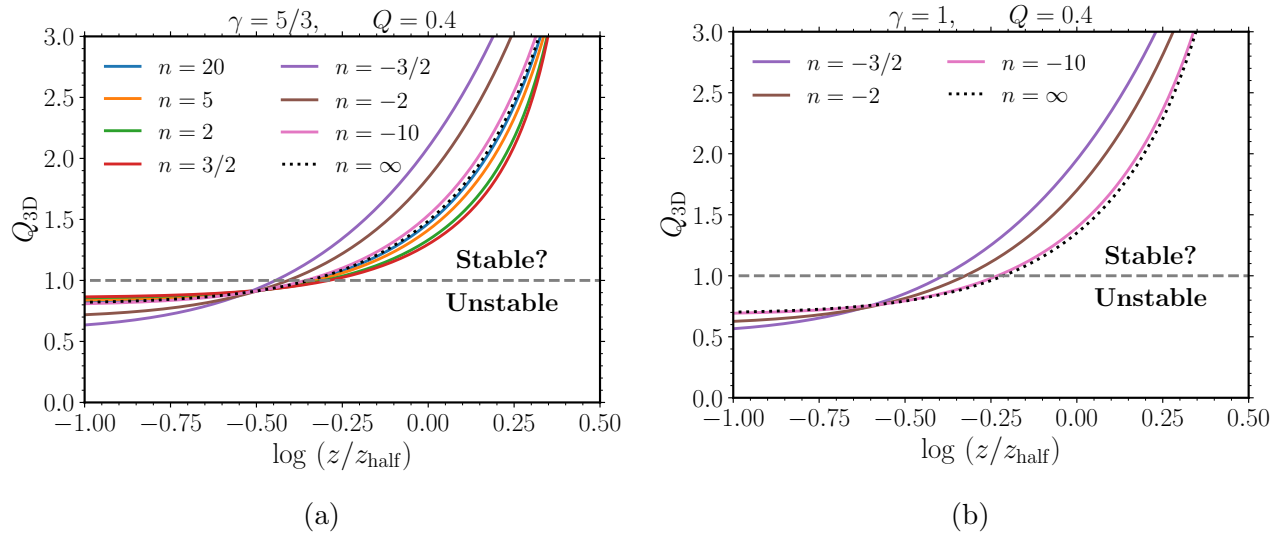 γ = 5/3, Q = 0.4
3.0
2.5
2.0
1.5
1.0
0.5
0.0
Q3D
n = 20
n = 5
n = 2
n = 3/2
n = −3/2
n = −2
n = −10
n = ∞
Stable?
Unstable
−1.00 −0.75 −0.50 −0.25 0.00 0.25 0.50
log (z/zhalf)
(a)
γ = 1, Q = 0.4
3.0
2.5
2.0
1.5
1.0
0.5
0.0
Q3D
n = −3/2
n = −2
n = −10
n = ∞
Stable?
Unstable
−1.00 −0.75 −0.50 −0.25 0.00 0.25 0.50
log (z/zhalf)
(b)